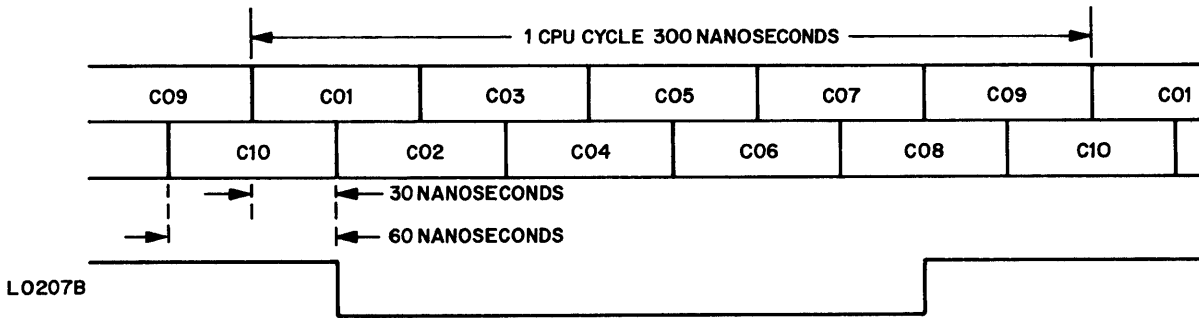 1 CPU CYCLE 300 NANOSECONDS
C09 C01 C03 C05 C07 C09 C01
C10 C02 C04 C06 C08 C10
30 NANOSECONDS
60 NANOSECONDS
L0207B